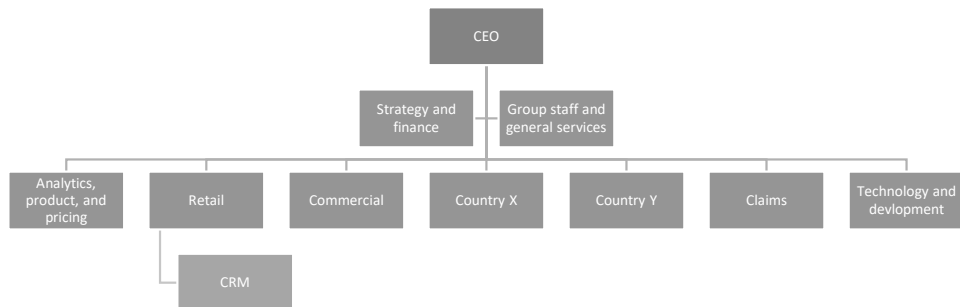 CEO
Strategy and
finance
Group staff and
general services
Analytics,
product, and
pricing
Retail
Commercial
Country X
Country Y
Claims
Technology and
devlopment
CRM